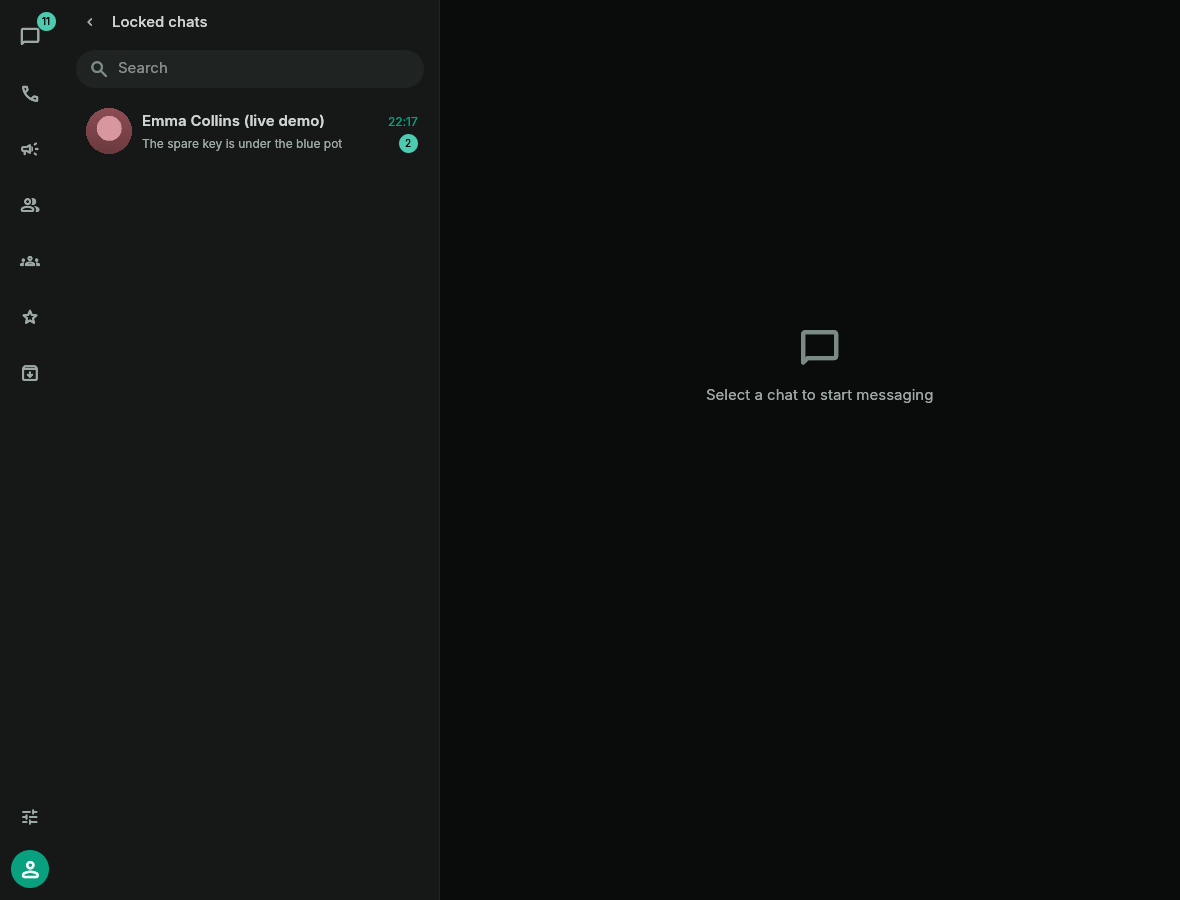 11
Locked chats
Search
Emma Collins (live demo)
22:17
The spare key is under the blue pot
2
Select a chat to start messaging